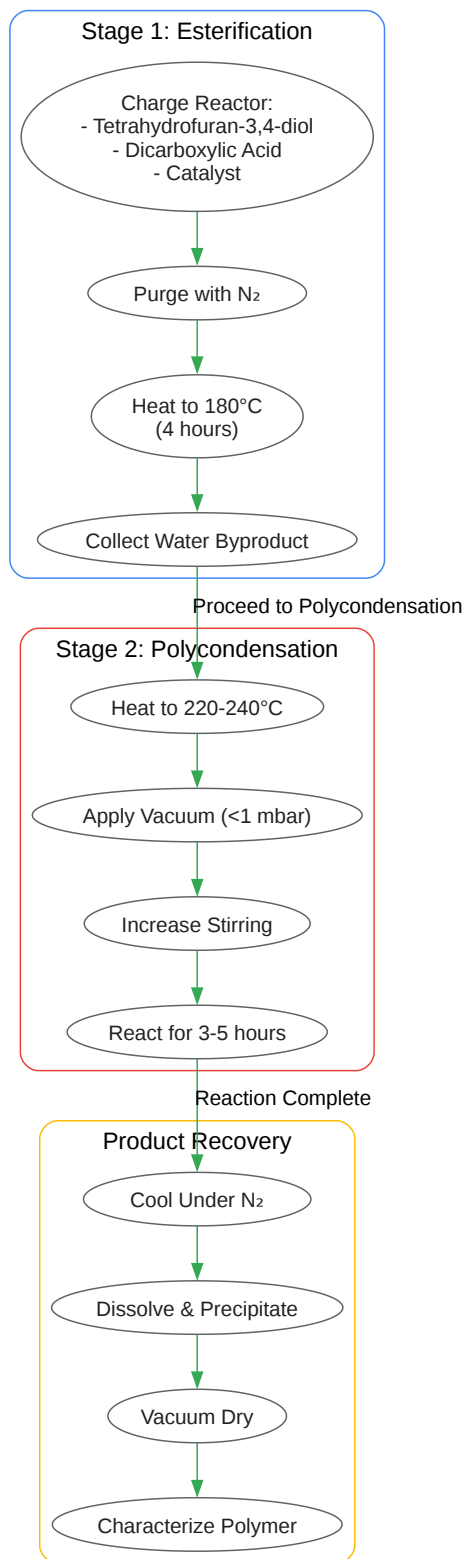 Stage 1: Esterification
Charge Reactor:
- Tetrahydrofuran-3,4-diol
- Dicarboxylic Acid
- Catalyst
Purge with N₂
Heat to 180°C
(4 hours)
Collect Water Byproduct
Proceed to Polycondensation
Stage 2: Polycondensation
Heat to 220-240°C
Apply Vacuum (<1 mbar)
Increase Stirring
React for 3-5 hours
Reaction Complete
Product Recovery
Cool Under N₂
Dissolve & Precipitate
Vacuum Dry
Characterize Polymer